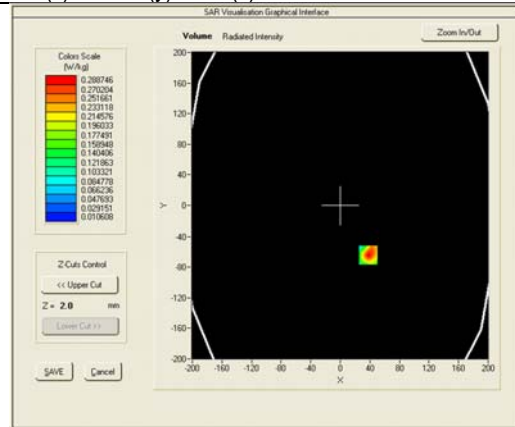 SAR Visualisation Graphical Interface
Volume Radiated Intensity
Zoom In/Out
Colors Scale
(W/kg)
0.288746
0.270204
0.251661
0.233118
0.214576
0.196033
0.177491
0.158948
0.140406
0.121863
0.103321
0.084778
0.066236
0.047693
0.029151
0.010608
Z-Cuts Control
<< Upper Cut
Z = 2.0 mm
Lower Cut >>
SAVE Cancel
200
160
120
80
40
0
-40
-80
-120
-160
-200
Y
-200 -160 -120 -80 -40 0 40 80 120 160 200
X